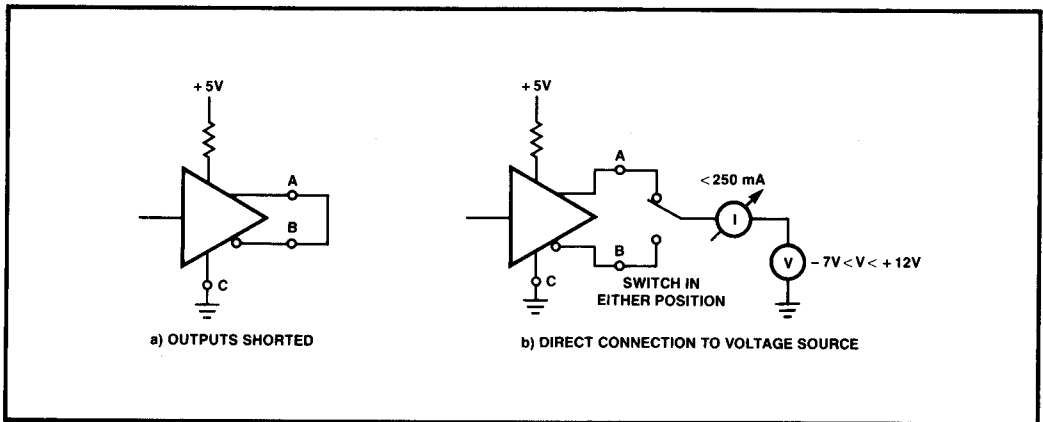 +5V
A
B
C
a) OUTPUTS SHORTED
+5V
A
B
C
SWITCH IN
EITHER POSITION
<250 mA
I
V
-7V<V<+12V
b) DIRECT CONNECTION TO VOLTAGE SOURCE